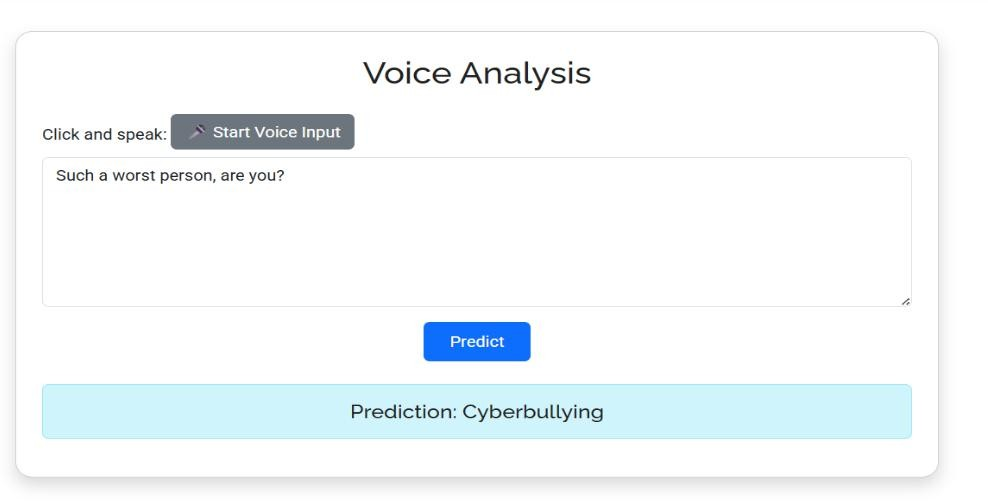 Voice Analysis
Click and speak: 🎤 Start Voice Input
Such a worst person, are you?
Predict
Prediction: Cyberbullying